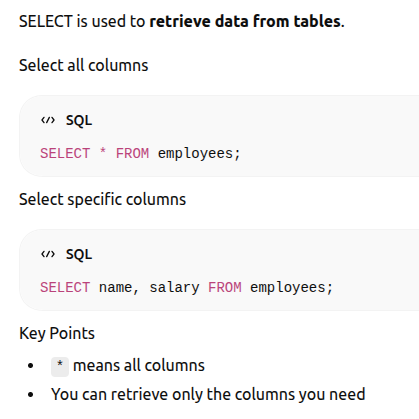 SELECT is used to retrieve data from tables.
Select all columns
SQL
SELECT * FROM employees;
Select specific columns
SQL
SELECT name, salary FROM employees;
Key Points
• * means all columns
• You can retrieve only the columns you need